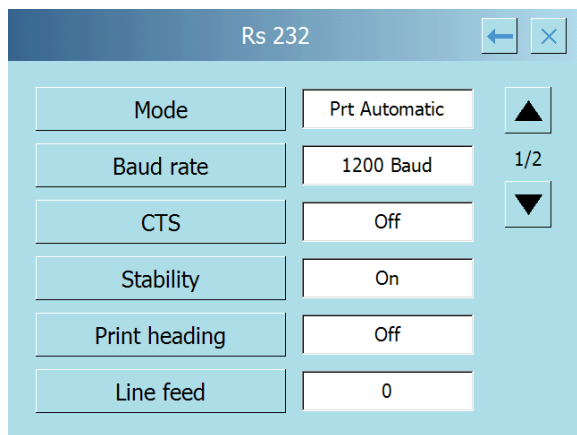 Rs 232
Mode Prt Automatic
Baud rate 1200 Baud 1/2
CTS Off
Stability On
Print heading Off
Line feed 0